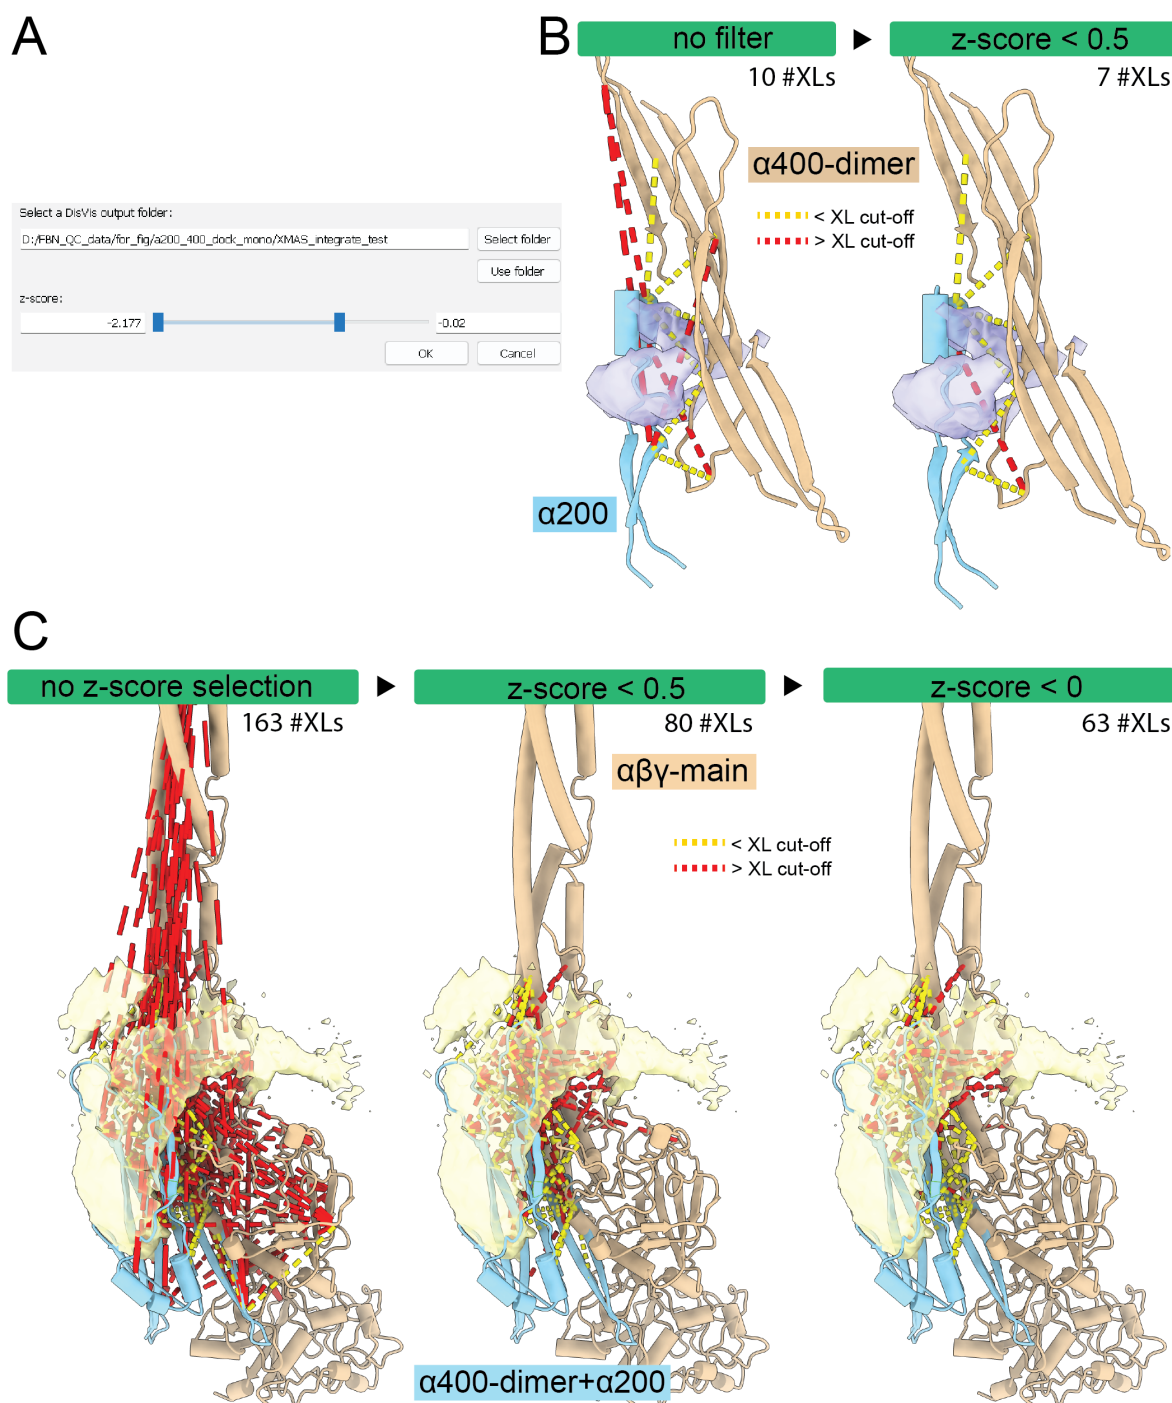 A
Select a DisVis output folder:
D:/FBN_QC_data/for_fig/a200_400_dock_mono/XMAS_integrate_test
Select folder
Use folder
z-score:
-2.177
-0.02
OK
Cancel
B
no filter
z-score < 0.5
10 #XLs
7 #XLs
α400-dimer
< XL cut-off
> XL cut-off
α200
C
no z-score selection
z-score < 0.5
z-score < 0
163 #XLs
80 #XLs
63 #XLs
αβγ-main
< XL cut-off
> XL cut-off
α400-dimer+α200